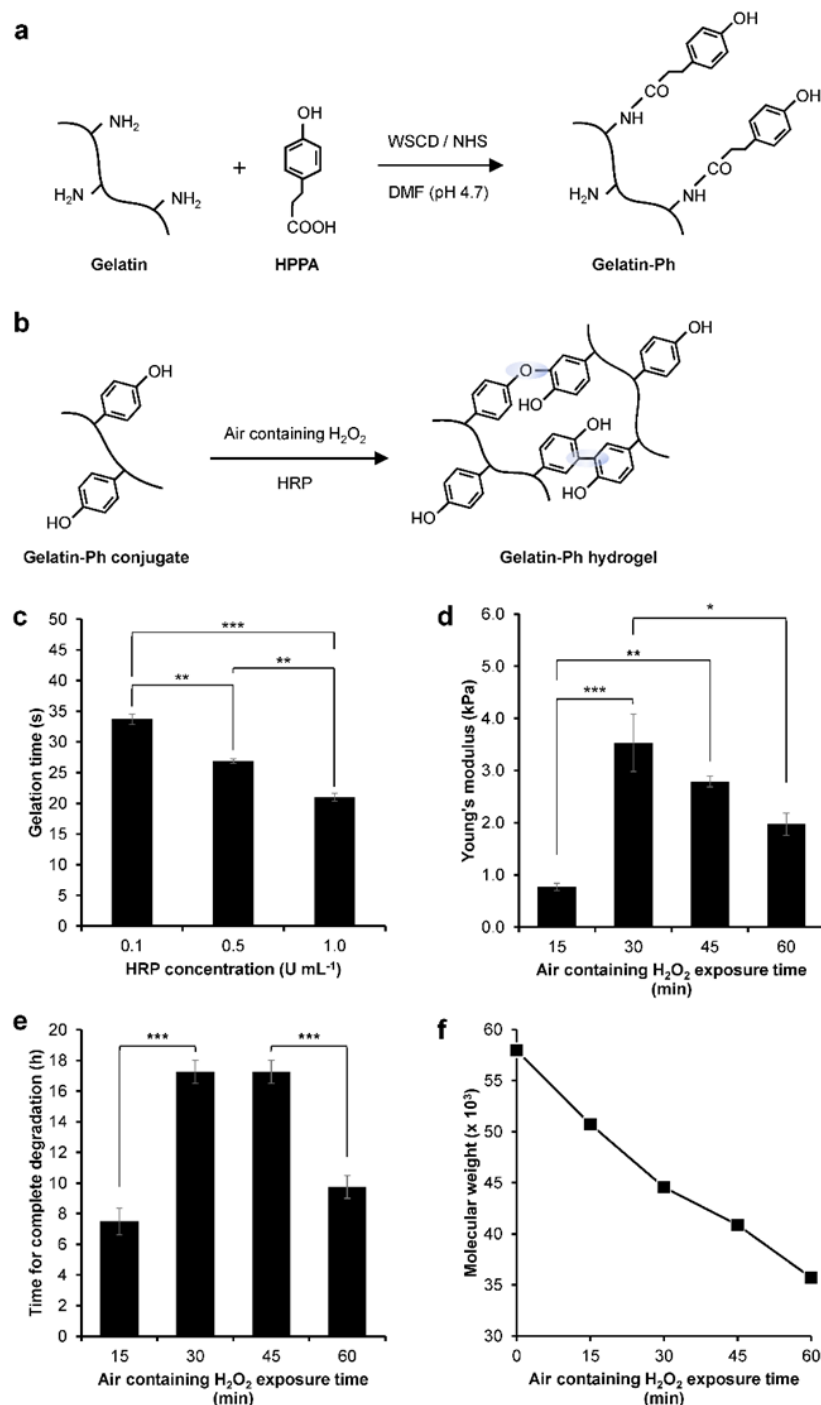 a
NH2
H2N
NH2
Gelatin
+
OH
COOH
HPPA
WSCD / NHS
DMF (pH 4.7)
OH
CO
NH
OH
CO
H2N
NH
Gelatin-Ph
b
OH
HO
Gelatin-Ph conjugate
Air containing H2O2
HRP
OH
O
HO
OH
HO
HO
Gelatin-Ph hydrogel
c
Gelation time (s)
50
45
40
35
30
25
20
15
10
5
0
***
**
**
0.1 0.5 1.0
HRP concentration (U mL-1)
d
Young's modulus (kPa)
6.0
5.0
4.0
3.0
2.0
1.0
0.0
*
**
***
15 30 45 60
Air containing H2O2 exposure time
(min)
e
Time for complete degradation (h)
20
18
16
14
12
10
8
6
4
2
0
***
***
15 30 45 60
Air containing H2O2 exposure time
(min)
f
Molecular weight (x 10³)
60
55
50
45
40
35
30
0 15 30 45 60
Air containing H2O2 exposure time
(min)